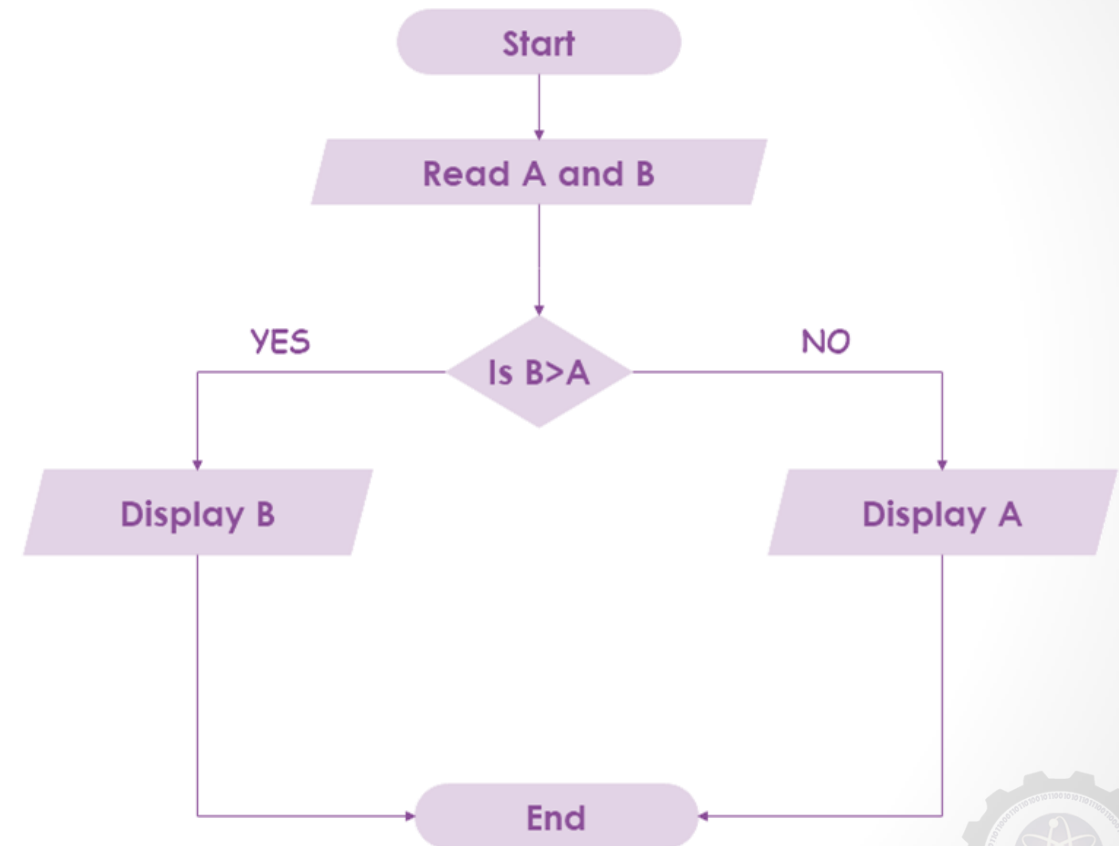 Start
Read A and B
YES
NO
Is B>A
Display B
Display A
End